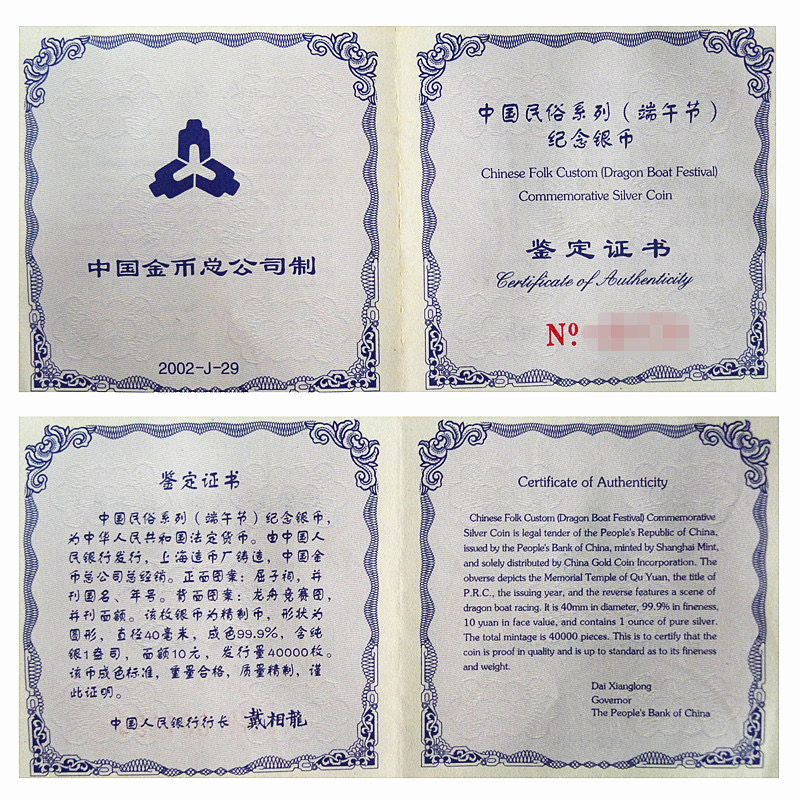 中国金币总公司制
2002-J-29
中国民俗系列（端午节）
纪念银币
Chinese Folk Custom (Dragon Boat Festival)
Commemorative Silver Coin
鉴定证书
Certificate of Authenticity
Nº.
鉴定证书
中国民俗系列（端午节）纪念银币，
为中华人民共和国法定货币。由中国人
民银行发行，上海造币厂铸造，中国金
币总公司总经销。正面图案：屈子祠，并
刊国名、年号。背面图案：龙舟竞赛图，
并刊面额。该枚银币为精制币，形状为
圆形，直径40毫米，成色99.9%，含纯
银1盎司，面额10元，发行量40000枚。
该币成色标准，重量合格，质量精制，谨
此证明。
中国人民银行行长 戴相龍
Certificate of Authenticity
Chinese Folk Custom (Dragon Boat Festival) Commemorative
Silver Coin is legal tender of the People's Republic of China,
issued by the People's Bank of China, minted by Shanghai Mint,
and solely distributed by China Gold Coin Incorporation. The
obverse depicts the Memorial Temple of Qu Yuan, the title of
P.R.C., the issuing year, and the reverse features a scene of
dragon boat racing. It is 40mm in diameter, 99.9% in fineness,
10 yuan in face value, and contains 1 ounce of pure silver.
The total mintage is 40000 pieces. This is to certify that the
coin is proof in quality and is up to standard as to its fineness
and weight.
Dai Xianglong
Governor
The People's Bank of China